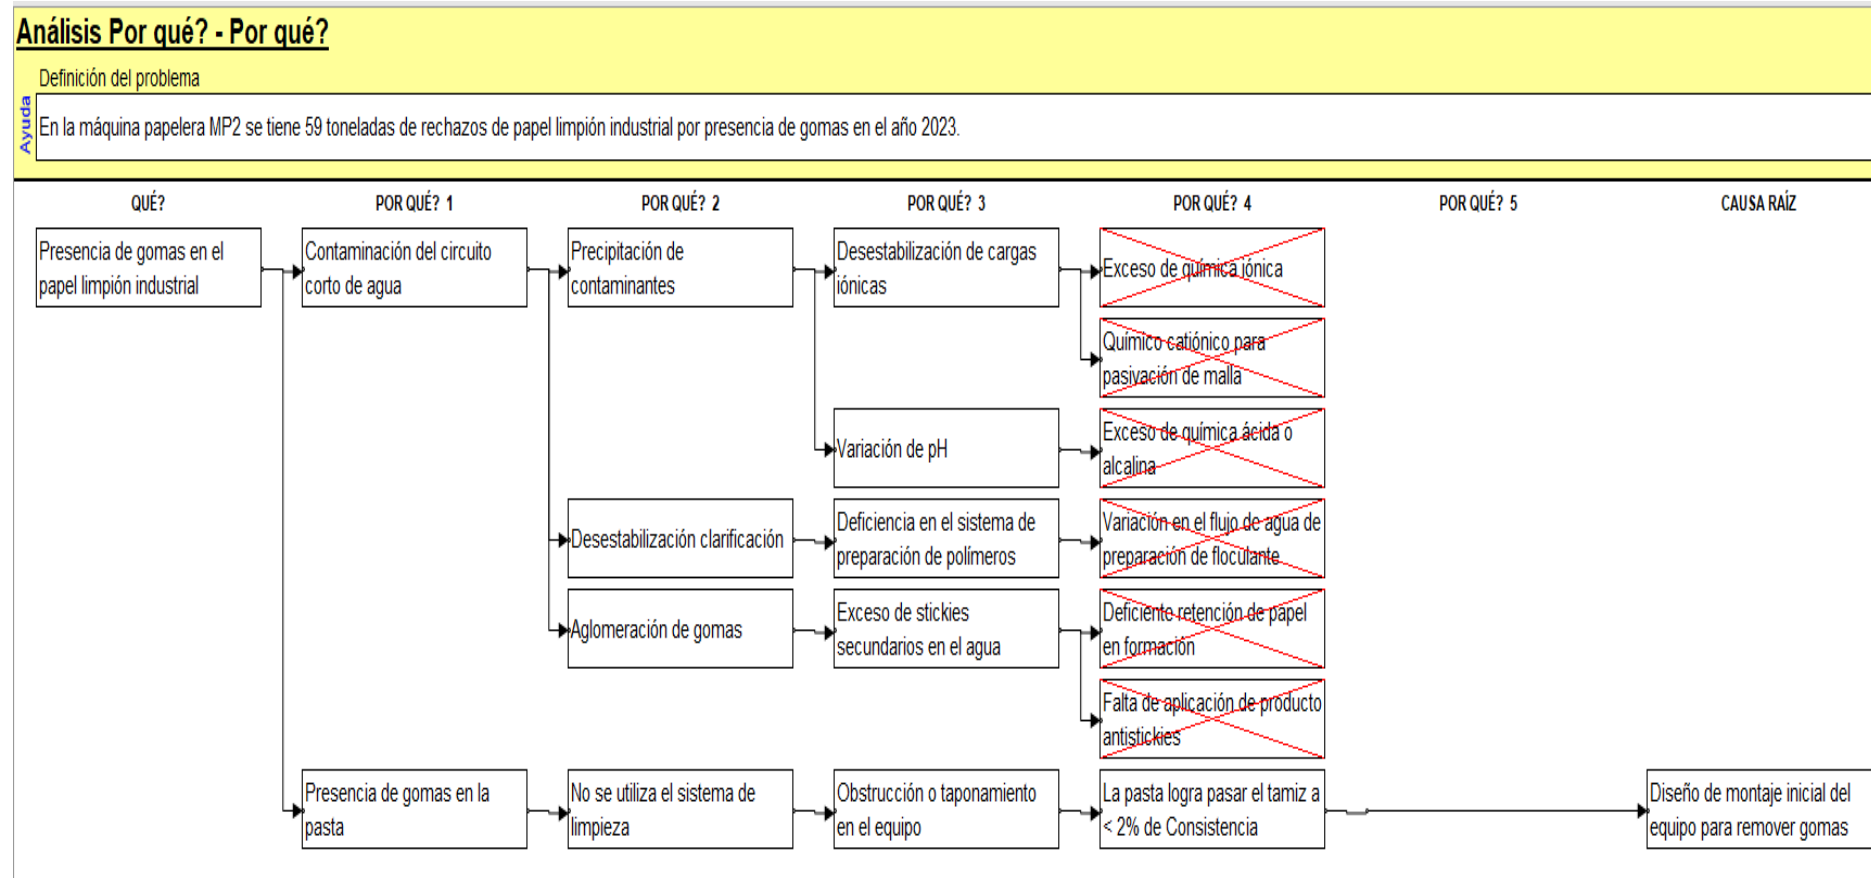 Análisis Por qué? - Por qué?
Definición del problema
Ayuda
En la máquina papelera MP2 se tiene 59 toneladas de rechazos de papel limpión industrial por presencia de gomas en el año 2023.
QUÉ?
POR QUÉ? 1
POR QUÉ? 2
POR QUÉ? 3
POR QUÉ? 4
POR QUÉ? 5
CAUSA RAÍZ
Presencia de gomas en el
papel limpión industrial
Contaminación del circuito
corto de agua
Precipitación de
contaminantes
Desestabilización de cargas
iónicas
Exceso de química iónica
Químico catiónico para
pasivación de malla
Variación de pH
Exceso de química ácida o
alcalina
Desestabilización clarificación
Deficiencia en el sistema de
preparación de polímeros
Variación en el flujo de agua de
preparación de floculante
Aglomeración de gomas
Exceso de stickies
secundarios en el agua
Deficiente retención de papel
en formación
Falta de aplicación de producto
antistickies
Presencia de gomas en la
pasta
No se utiliza el sistema de
limpieza
Obstrucción o taponamiento
en el equipo
La pasta logra pasar el tamiz a
< 2% de Consistencia
Diseño de montaje inicial del
equipo para remover gomas